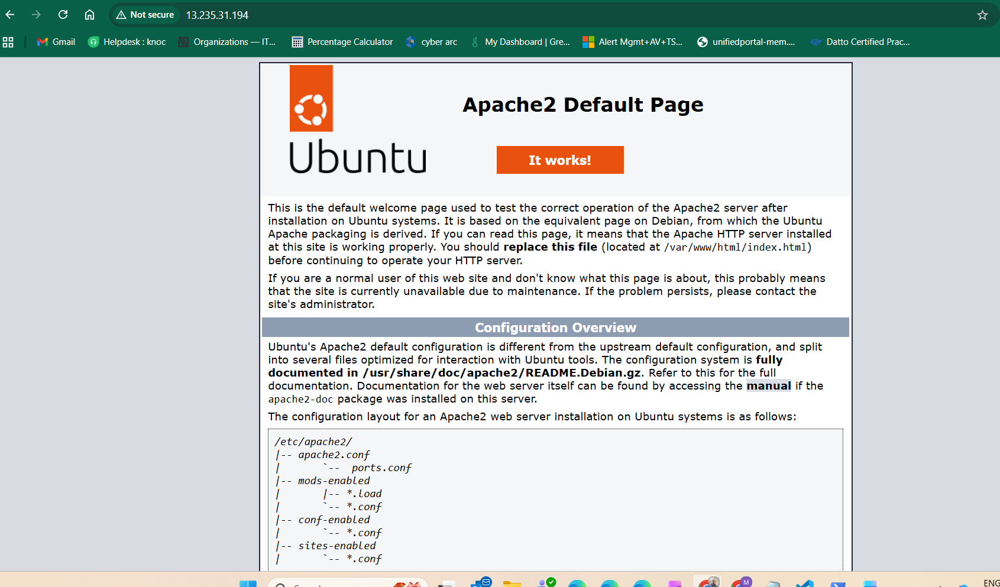 Not secure 13.235.31.194
Gmail Helpdesk : knoc Organizations — IT... Percentage Calculator cyber arc My Dashboard | Gre... Alert Mgmt+AV+TS... unifiedportal-mem.... Datto Certified Prac...
Apache2 Default Page
Ubuntu
It works!
This is the default welcome page used to test the correct operation of the Apache2 server after
installation on Ubuntu systems. It is based on the equivalent page on Debian, from which the Ubuntu
Apache packaging is derived. If you can read this page, it means that the Apache HTTP server installed
at this site is working properly. You should replace this file (located at /var/www/html/index.html)
before continuing to operate your HTTP server.
If you are a normal user of this web site and don't know what this page is about, this probably means
that the site is currently unavailable due to maintenance. If the problem persists, please contact the
site's administrator.
Configuration Overview
Ubuntu's Apache2 default configuration is different from the upstream default configuration, and split
into several files optimized for interaction with Ubuntu tools. The configuration system is fully
documented in /usr/share/doc/apache2/README.Debian.gz. Refer to this for the full
documentation. Documentation for the web server itself can be found by accessing the manual if the
apache2-doc package was installed on this server.
The configuration layout for an Apache2 web server installation on Ubuntu systems is as follows:
/etc/apache2/
|-- apache2.conf
|       `--  ports.conf
|-- mods-enabled
|       |-- *.load
|       `-- *.conf
|-- conf-enabled
|       `-- *.conf
|-- sites-enabled
|       `-- *.conf
M
ENG